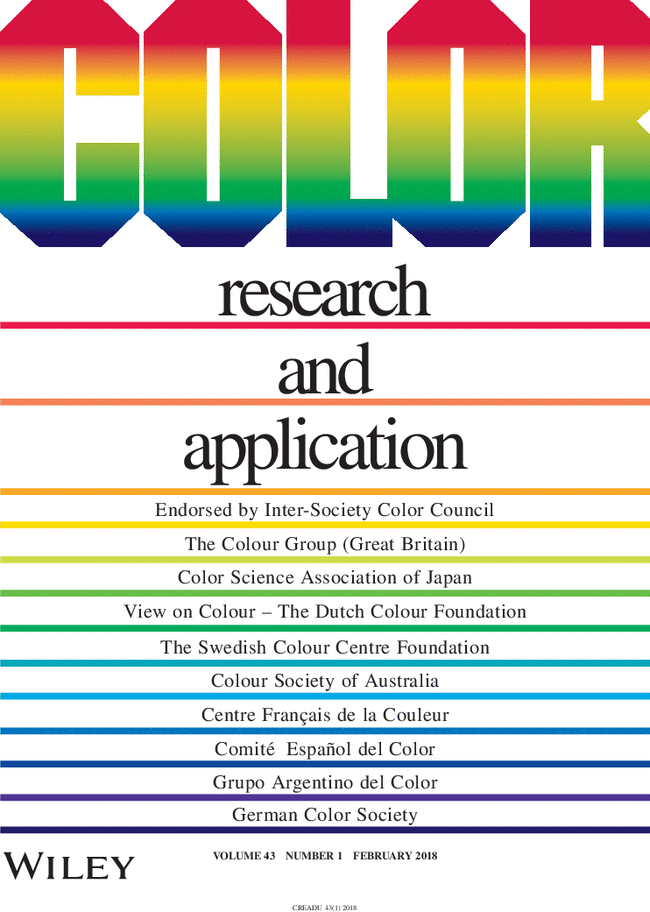 COLOR
research
and
application
Endorsed by Inter-Society Color Council
The Colour Group (Great Britain)
Color Science Association of Japan
View on Colour – The Dutch Colour Foundation
The Swedish Colour Centre Foundation
Colour Society of Australia
Centre Français de la Couleur
Comité Español del Color
Grupo Argentino del Color
German Color Society
VOLUME 43 NUMBER 1 FEBRUARY 2018
WILEY
CREADU 43(1) 2018